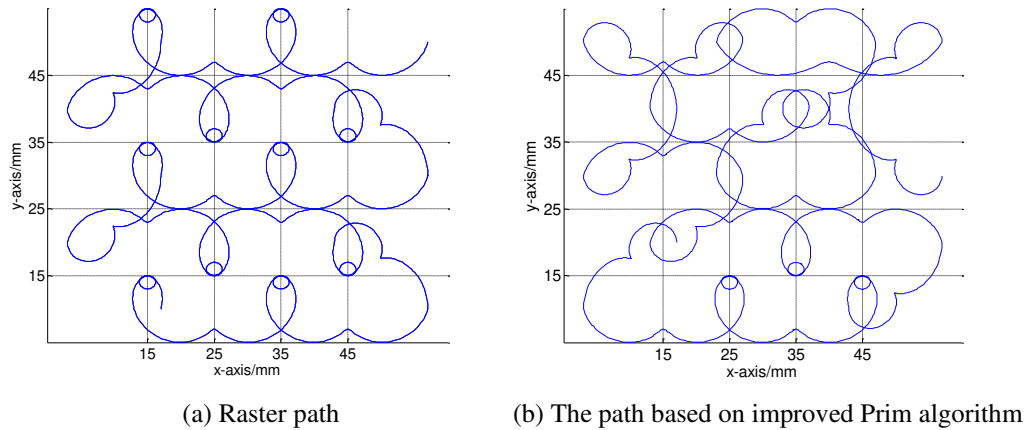 45
35
25
15
y-axis/mm
15 25 35 45
x-axis/mm
45
35
25
15
y-axis/mm
15 25 35 45
x-axis/mm
(a) Raster path
(b) The path based on improved Prim algorithm